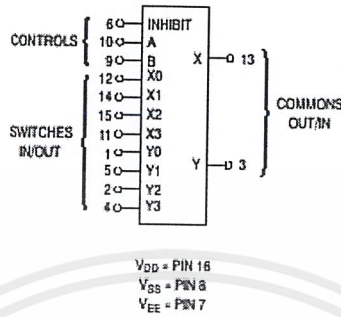 CONTROLS
6 INHIBIT
10 A
9 B
12 X0
14 X1
15 X2
11 X3
1 Y0
5 Y1
2 Y2
4 Y3
SWITCHES
IN/OUT
X 13
Y 3
COMMONS
OUT/IN
VDD = PIN 16
VSS = PIN 8
VEE = PIN 7